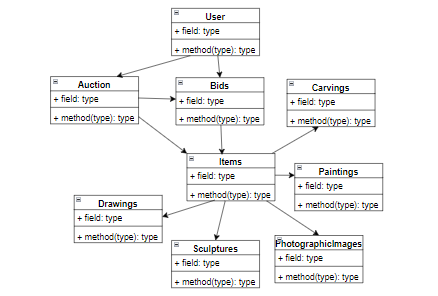 User
+ field: type
+ method(type): type
Auction
+ field: type
+ method(type): type
Bids
+ field: type
+ method(type): type
Carvings
+ field: type
+ method(type): type
Items
+ field: type
+ method(type): type
Paintings
+ field: type
+ method(type): type
Drawings
+ field: type
+ method(type): type
Sculptures
+ field: type
+ method(type): type
PhotographicImages
+ field: type
+ method(type): type